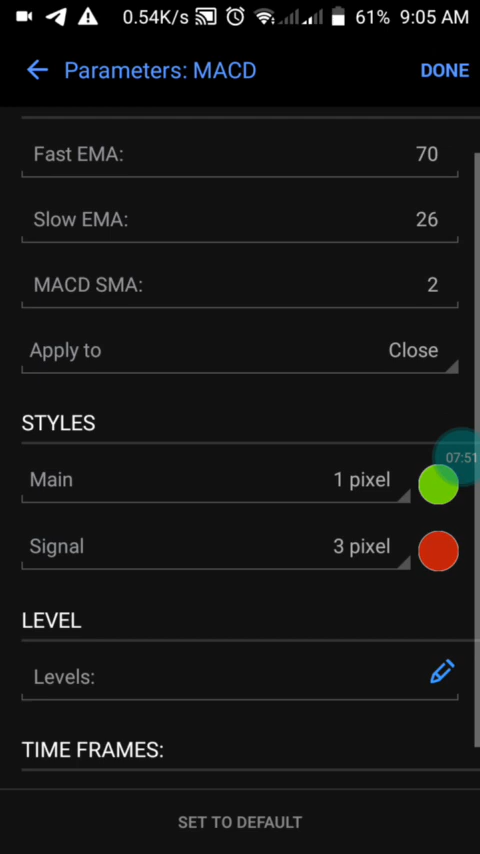 0.54K/s 61% 9:05 AM
Parameters: MACD DONE
Fast EMA: 70
Slow EMA: 26
MACD SMA: 2
Apply to Close
STYLES
07:51
Main 1 pixel
Signal 3 pixel
LEVEL
Levels:
TIME FRAMES:
SET TO DEFAULT